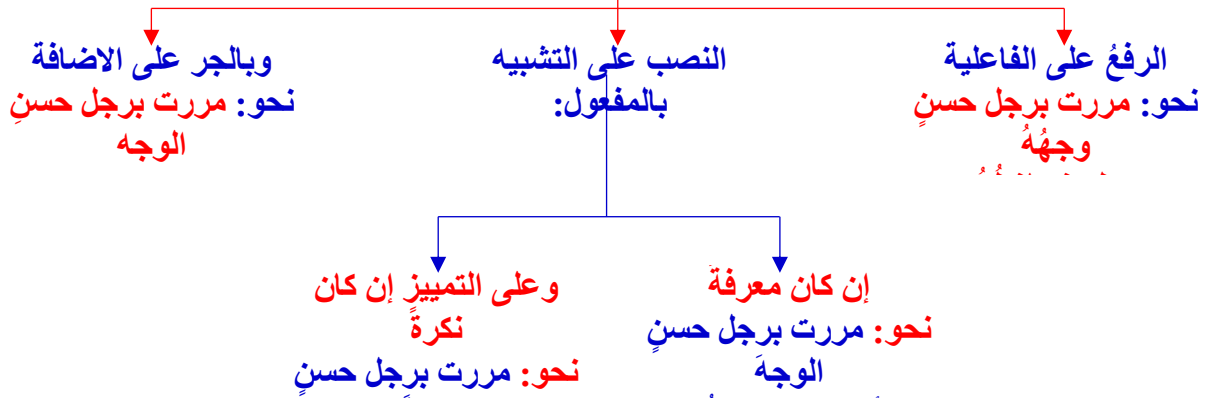 الرفعُ على الفاعلية
نحو: مررت برجل حسنٍ
وجهُهُ
النصب على التشبيه
بالمفعول:
وبالجر على الاضافة
نحو: مررت برجل حسنِ
الوجه
إن كان معرفةً
نحو: مررت برجل حسنٍ
الوجهَ
وعلى التمييزِ إن كان
نكرةً
نحو: مررت برجل حسنٍ